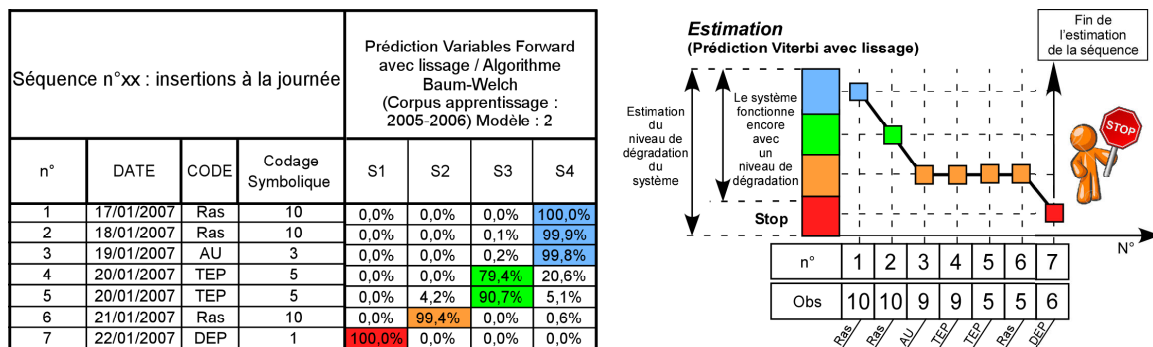 Séquence n°xx : insertions à la journée
Prédiction Variables Forward
avec lissage / Algorithme
Baum-Welch
(Corpus apprentissage :
2005-2006) Modèle : 2
n° DATE CODE Codage
Symbolique S1 S2 S3 S4
1 17/01/2007 Ras 10 0,0% 0,0% 0,0% 100,0%
2 18/01/2007 Ras 10 0,0% 0,0% 0,1% 99,9%
3 19/01/2007 AU 3 0,0% 0,0% 0,2% 99,8%
4 20/01/2007 TEP 5 0,0% 0,0% 79,4% 20,6%
5 20/01/2007 TEP 5 0,0% 4,2% 90,7% 5,1%
6 21/01/2007 Ras 10 0,0% 99,4% 0,0% 0,6%
7 22/01/2007 DEP 1 100,0% 0,0% 0,0% 0,0%
Estimation
(Prédiction Viterbi avec lissage)
Fin de
l'estimation
de la séquence
Estimation
du
niveau de
dégradation
du
système
Le système
fonctionne
encore
avec
un
niveau de
dégradation
Stop
STOP
N°
n° 1 2 3 4 5 6 7
Obs 10 10 9 9 5 5 6
Ras Ras AU TEP TEP Ras DEP